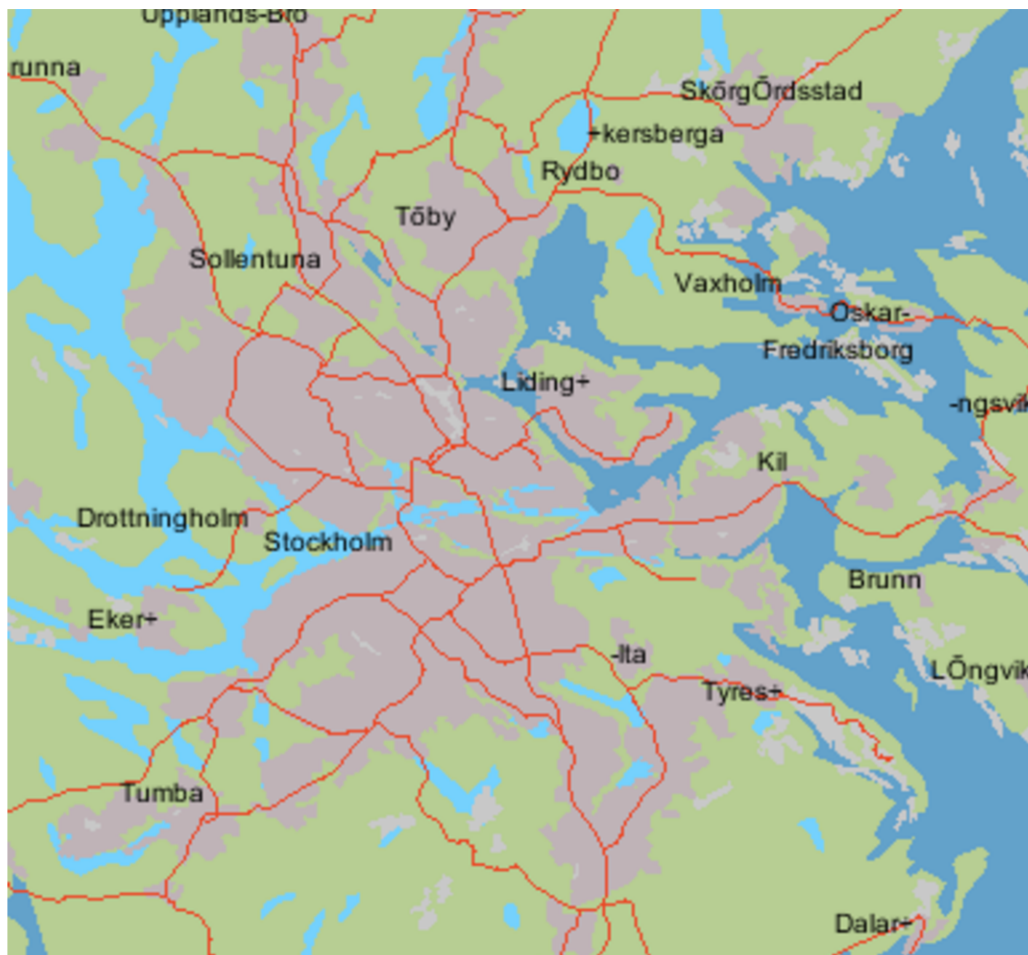 Upplands-Bro
runna
SkõrgÕrdsstad
+kersberga
Rydbo
Tõby
Sollentuna
Vaxholm
Oskar-
Fredriksborg
Liding+
-ngsvik
Kil
Drottningholm
Stockholm
Brunn
Eker+
-lta
LÕngvik
Tyres+
Tumba
Dalar+